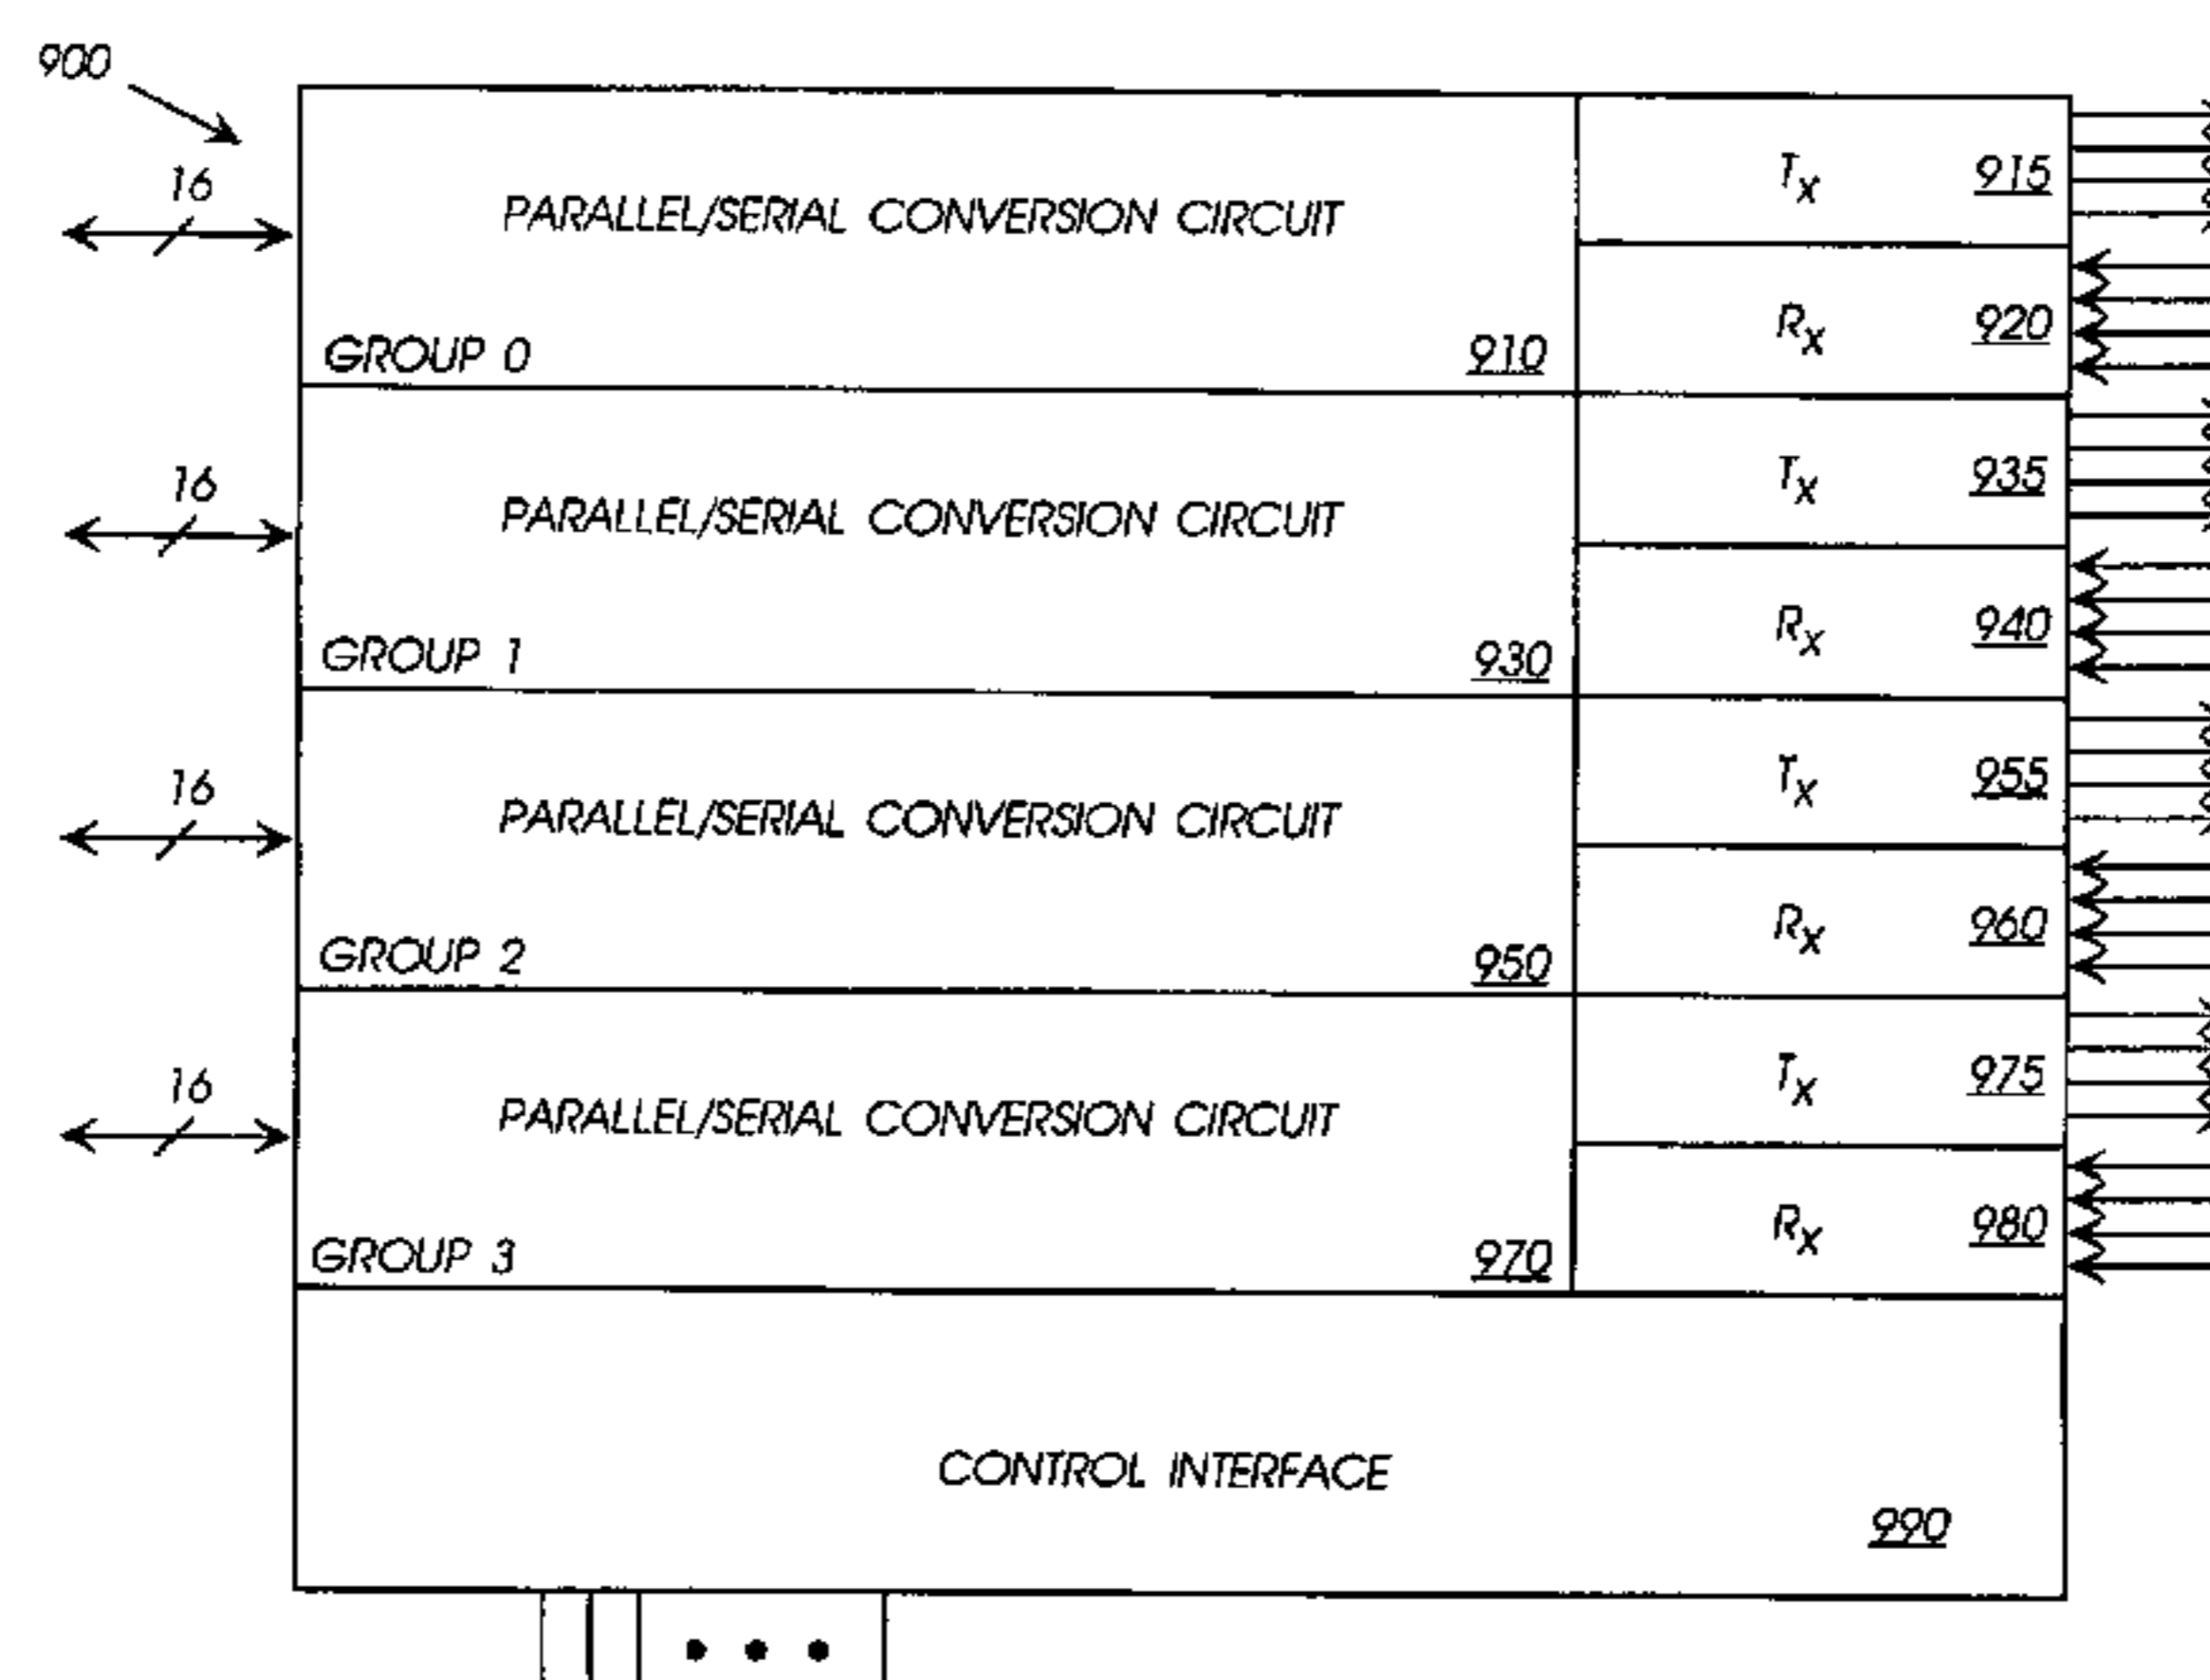 900
16
PARALLEL/SERIAL CONVERSION CIRCUIT
GROUP 0
910
TX
915
RX
920
16
PARALLEL/SERIAL CONVERSION CIRCUIT
GROUP 1
930
TX
935
RX
940
16
PARALLEL/SERIAL CONVERSION CIRCUIT
GROUP 2
950
TX
955
RX
960
16
PARALLEL/SERIAL CONVERSION CIRCUIT
GROUP 3
970
TX
975
RX
980
CONTROL INTERFACE
990
• • •